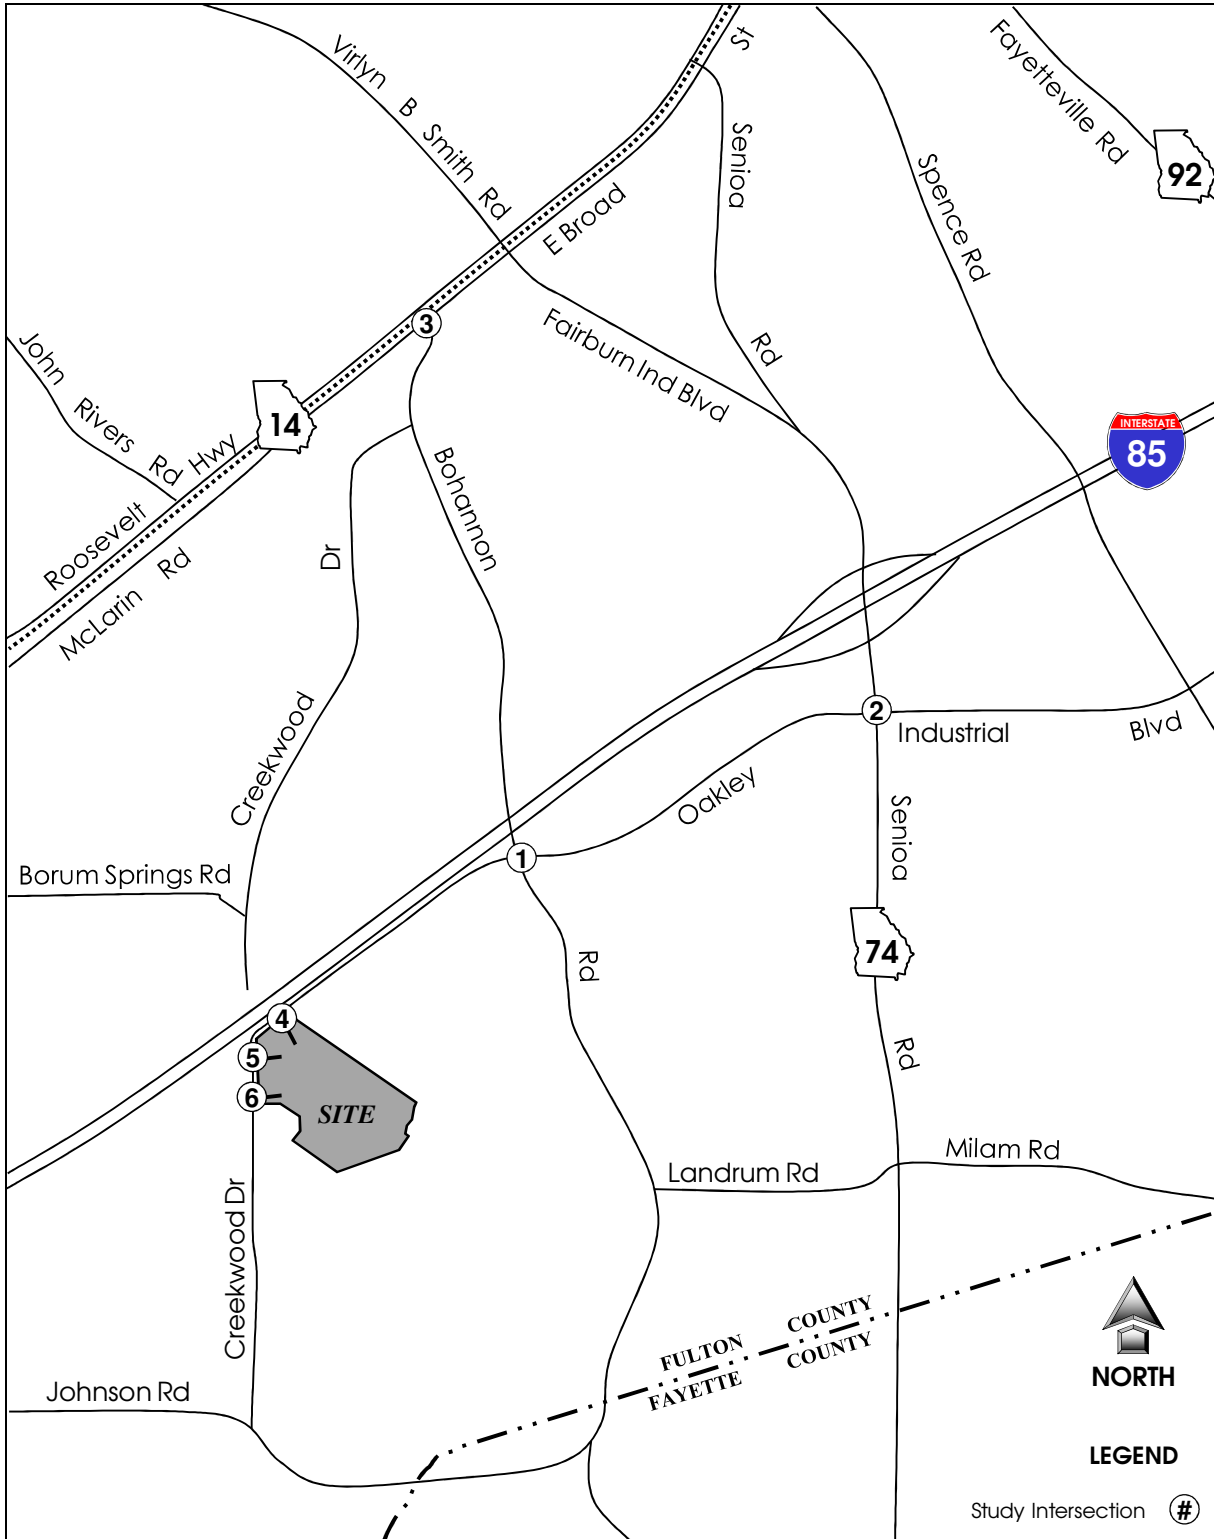 St
Virlyn B Smith Rd
Fayetteville Rd
92
Senioa
Rd
Spence Rd
E Broad
3
Fairburn Ind Blvd
John Rivers Rd
14
Roosevelt Hwy
McLarin Rd
INTERSTATE
85
Bohannon
Dr
Creekwood
2
Industrial
Blvd
Oakley
Senioa
1
Borum Springs Rd
Rd
74
4
5
6
SITE
Rd
Landrum Rd
Milam Rd
Creekwood Dr
FULTON COUNTY
FAYETTE COUNTY
NORTH
Johnson Rd
LEGEND
Study Intersection #